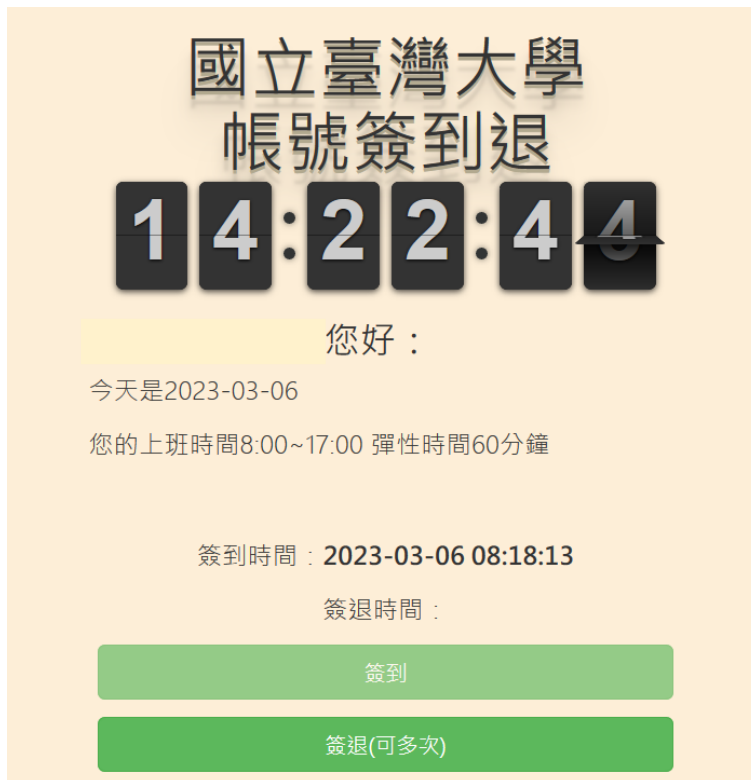 國立臺灣大學
帳號簽到退
14:22:4
您好：
今天是2023-03-06
您的上班時間8:00~17:00 彈性時間60分鐘
簽到時間：2023-03-06 08:18:13
簽退時間：
簽到
簽退(可多次)